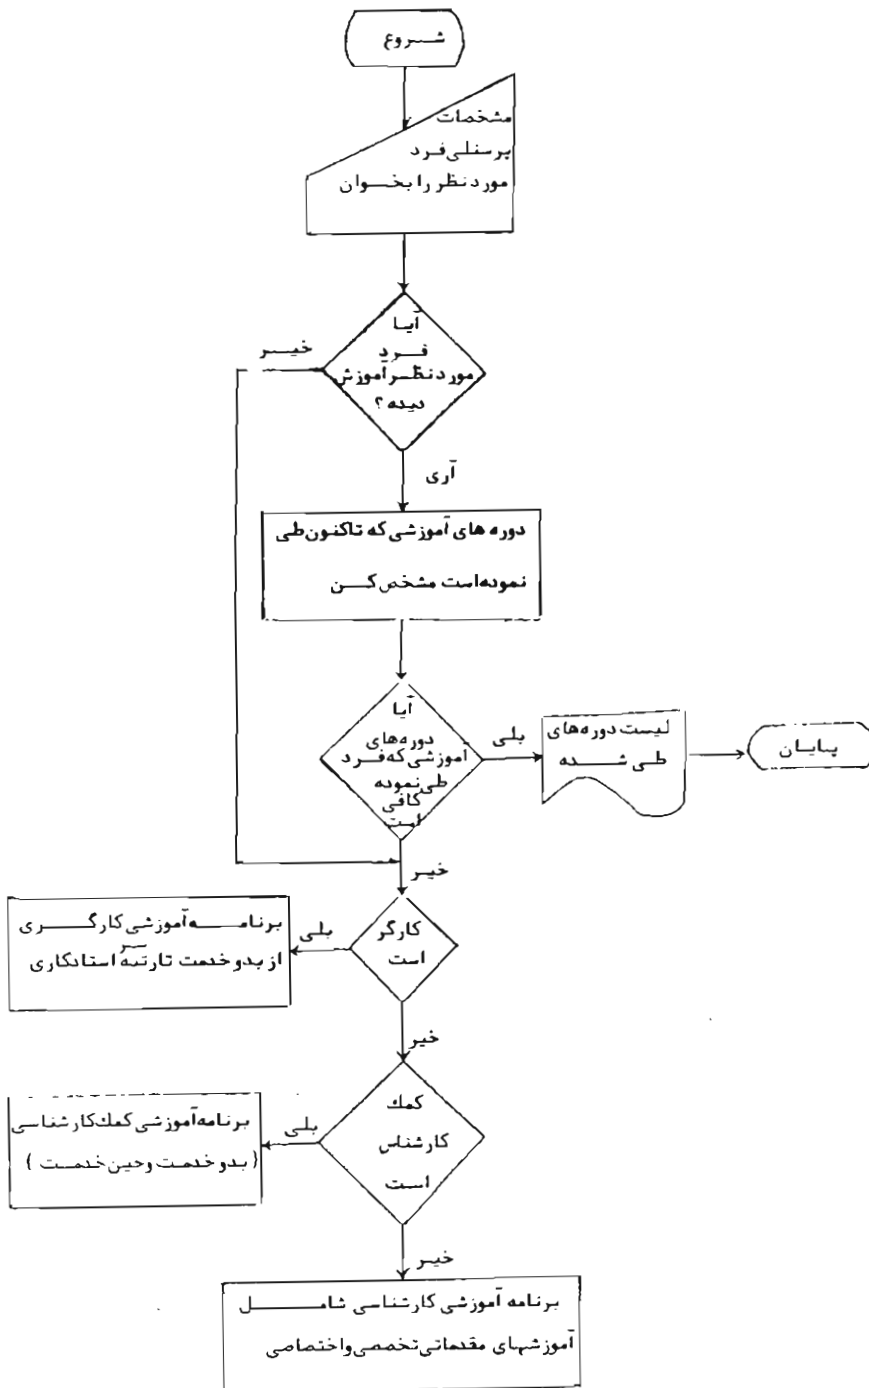 شروع
مشخصات
پرسنلی فرد
مورد نظر را بخوان
آیا
فرد
مورد نظر آموزش
دیده ؟
خیر
آری
دوره های آموزشی که تاکنون طی
نموده است مشخص کن
آیا
دوره های
آموزشی که فرد
طی نموده
کافی
است
بلی
لیست دوره های
طی شده
پایان
خیر
کارگر
است
بلی
برنامه آموزشی کارگری
از بدو خدمت تا رتبه استادکاری
خیر
کمك
کارشناس
است
بلی
برنامه آموزشی کمك کارشناسی
( بدو خدمت و حین خدمت )
خیر
برنامه آموزشی کارشناسی شامل
آموزشهای مقدماتی تخصصی و اختصاصی